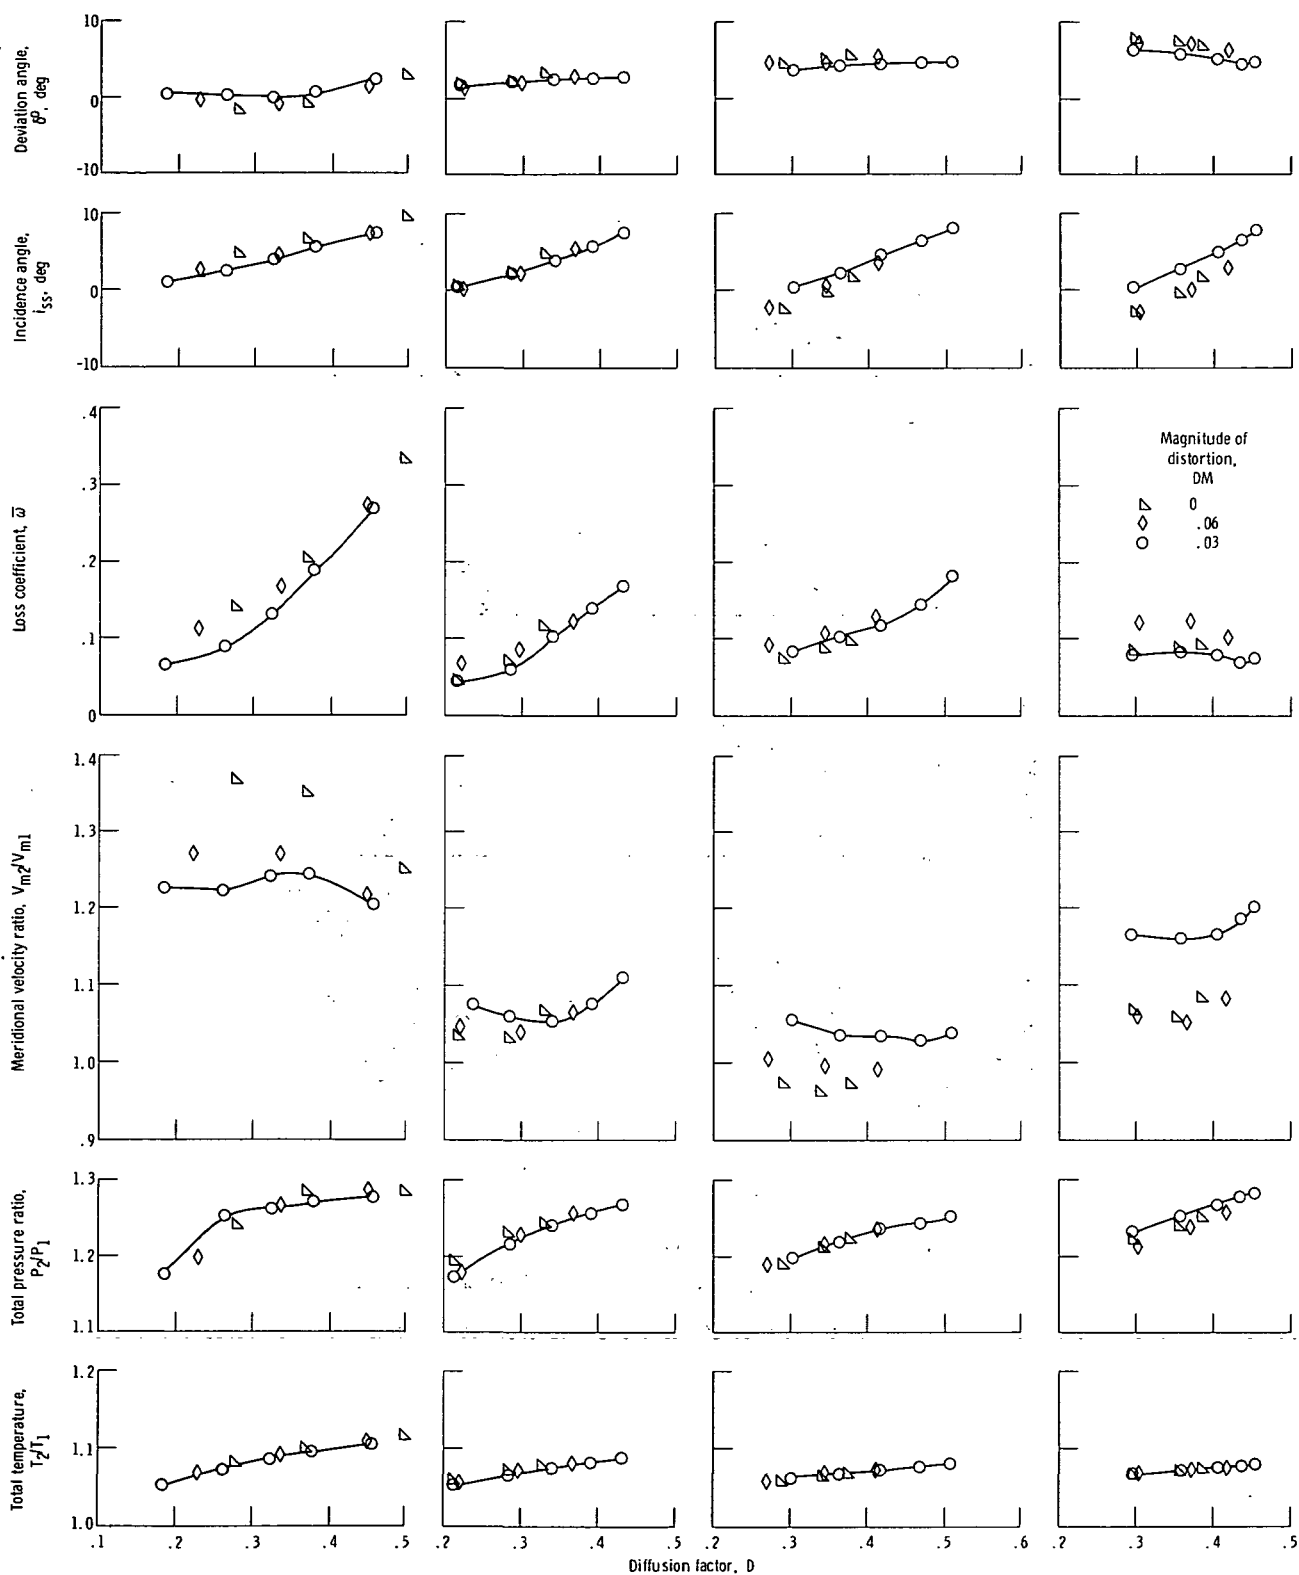 10
0
-10
Deviation angle,
δ°, deg
10
0
-10
Incidence angle,
i_ss, deg
.4
.3
.2
.1
0
Loss coefficient, ω̅
Magnitude of
distortion,
DM
0
.06
.03
1.4
1.3
1.2
1.1
1.0
.9
Meridional velocity ratio, V_m2/V_m1
1.3
1.2
1.1
Total pressure ratio,
P_2/P_1
1.2
1.1
1.0
Total temperature,
T_2/T_1
.1 .2 .3 .4 .5
.2 .3 .4 .5
.2 .3 .4 .5 .6
.2 .3 .4 .5
Diffusion factor, D